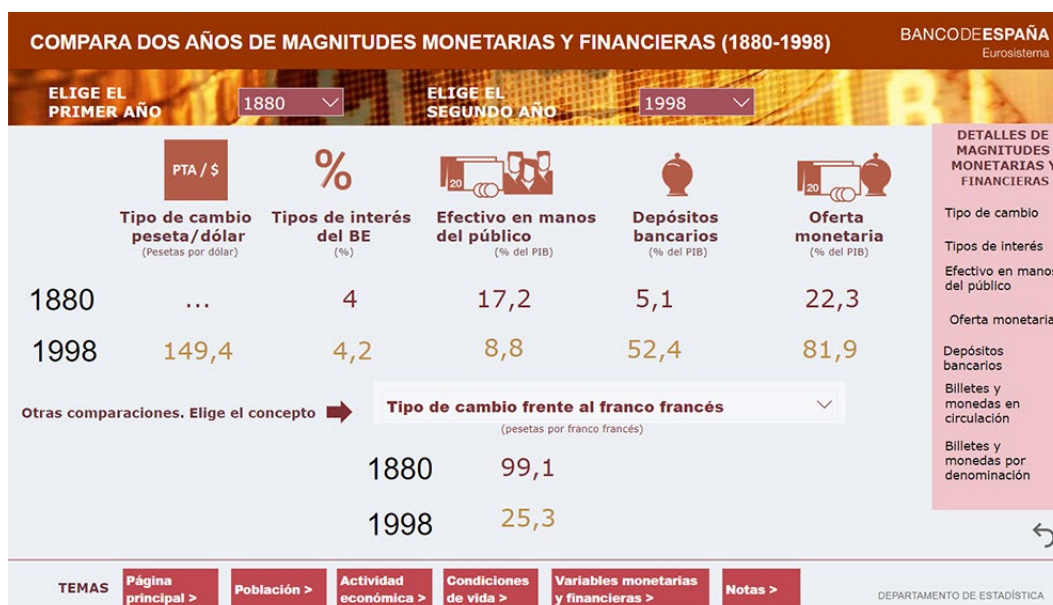 COMPARA DOS AÑOS DE MAGNITUDES MONETARIAS Y FINANCIERAS (1880-1998)
BANCODEESPAÑA
Eurosistema
ELIGE EL
PRIMER AÑO
1880
ELIGE EL
SEGUNDO AÑO
1998
PTA / $
%
20
20
Tipo de cambio
peseta/dólar
(Pesetas por dólar)
Tipos de interés
del BE
(%)
Efectivo en manos
del público
(% del PIB)
Depósitos
bancarios
(% del PIB)
Oferta
monetaria
(% del PIB)
1880 ... 4 17,2 5,1 22,3
1998 149,4 4,2 8,8 52,4 81,9
Otras comparaciones. Elige el concepto
Tipo de cambio frente al franco francés
(pesetas por franco francés)
1880 99,1
1998 25,3
DETALLES DE
MAGNITUDES
MONETARIAS Y
FINANCIERAS
Tipo de cambio
Tipos de interés
Efectivo en manos
del público
Oferta monetaria
Depósitos
bancarios
Billetes y
monedas en
circulación
Billetes y
monedas por
denominación
TEMAS
Página
principal >
Población >
Actividad
económica >
Condiciones
de vida >
Variables monetarias
y financieras >
Notas >
DEPARTAMENTO DE ESTADÍSTICA